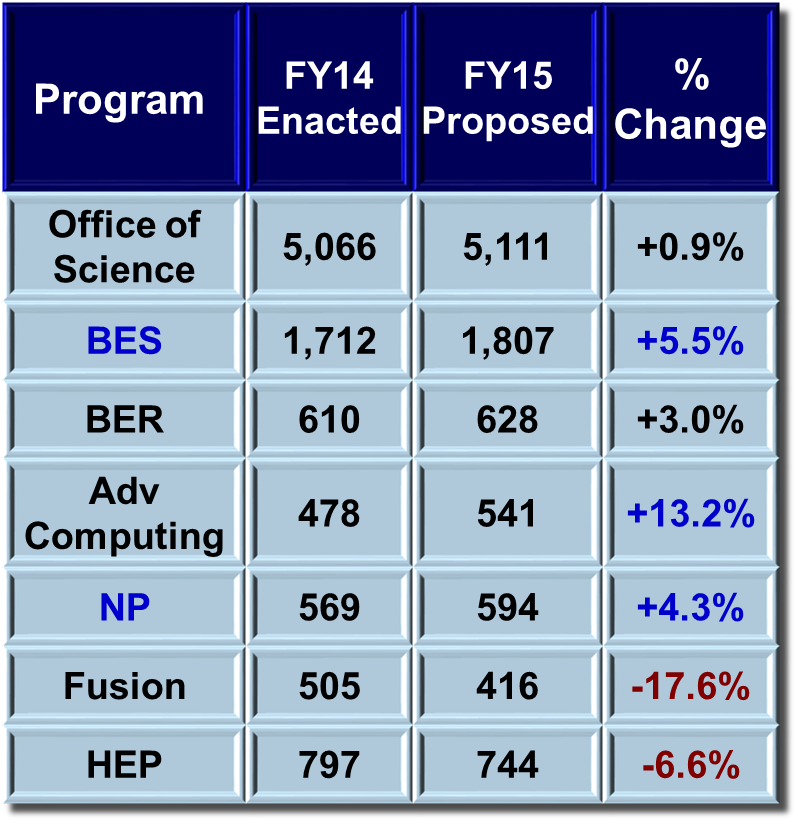 Program FY14 Enacted FY15 Proposed % Change
Office of Science 5,066 5,111 +0.9%
BES 1,712 1,807 +5.5%
BER 610 628 +3.0%
Adv Computing 478 541 +13.2%
NP 569 594 +4.3%
Fusion 505 416 -17.6%
HEP 797 744 -6.6%